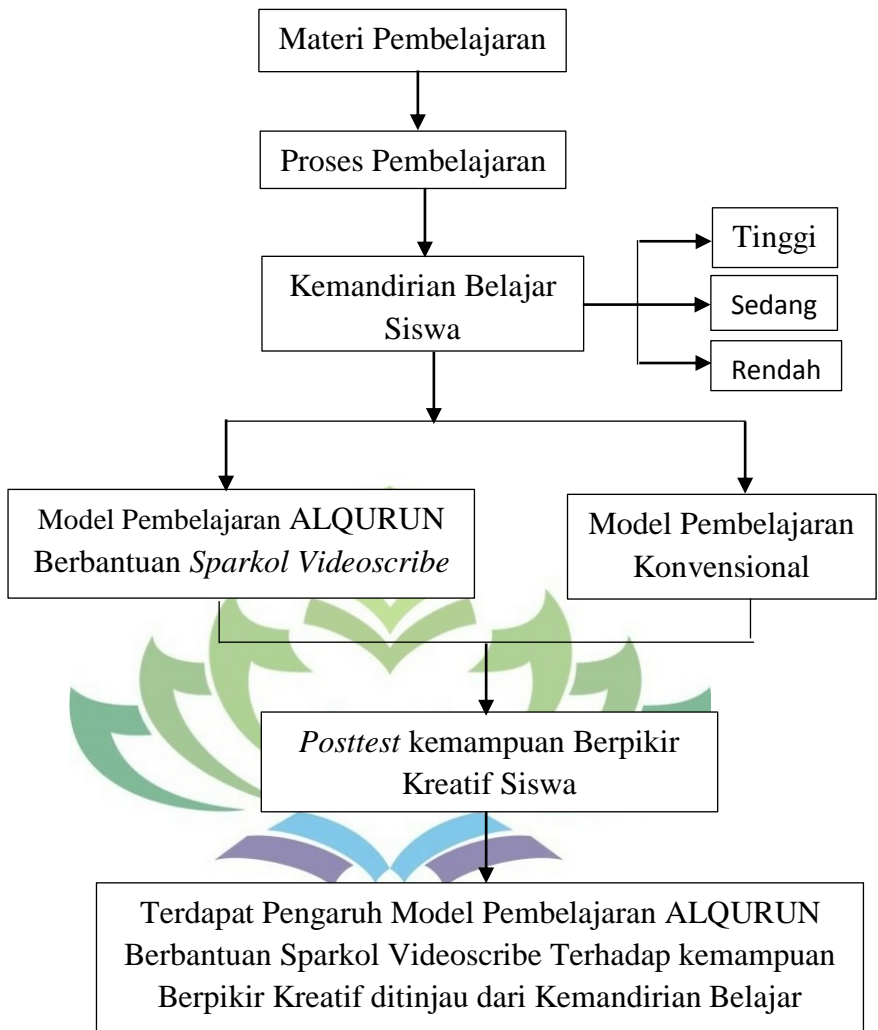 Materi Pembelajaran
Proses Pembelajaran
Kemandirian Belajar
Siswa
Tinggi
Sedang
Rendah
Model Pembelajaran ALQURUN
Berbantuan Sparkol Videoscribe
Model Pembelajaran
Konvensional
Posttest kemampuan Berpikir
Kreatif Siswa
Terdapat Pengaruh Model Pembelajaran ALQURUN
Berbantuan Sparkol Videoscribe Terhadap kemampuan
Berpikir Kreatif ditinjau dari Kemandirian Belajar